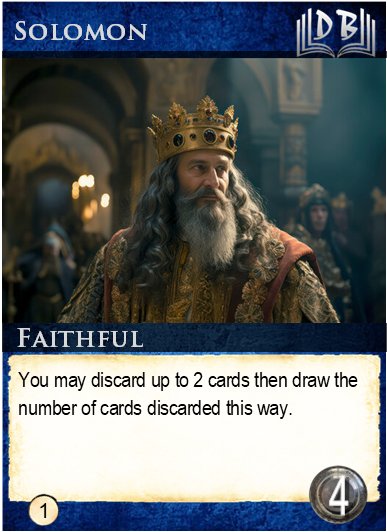 SOLOMON
DB
FAITHFUL
You may discard up to 2 cards then draw the
number of cards discarded this way.
1
4